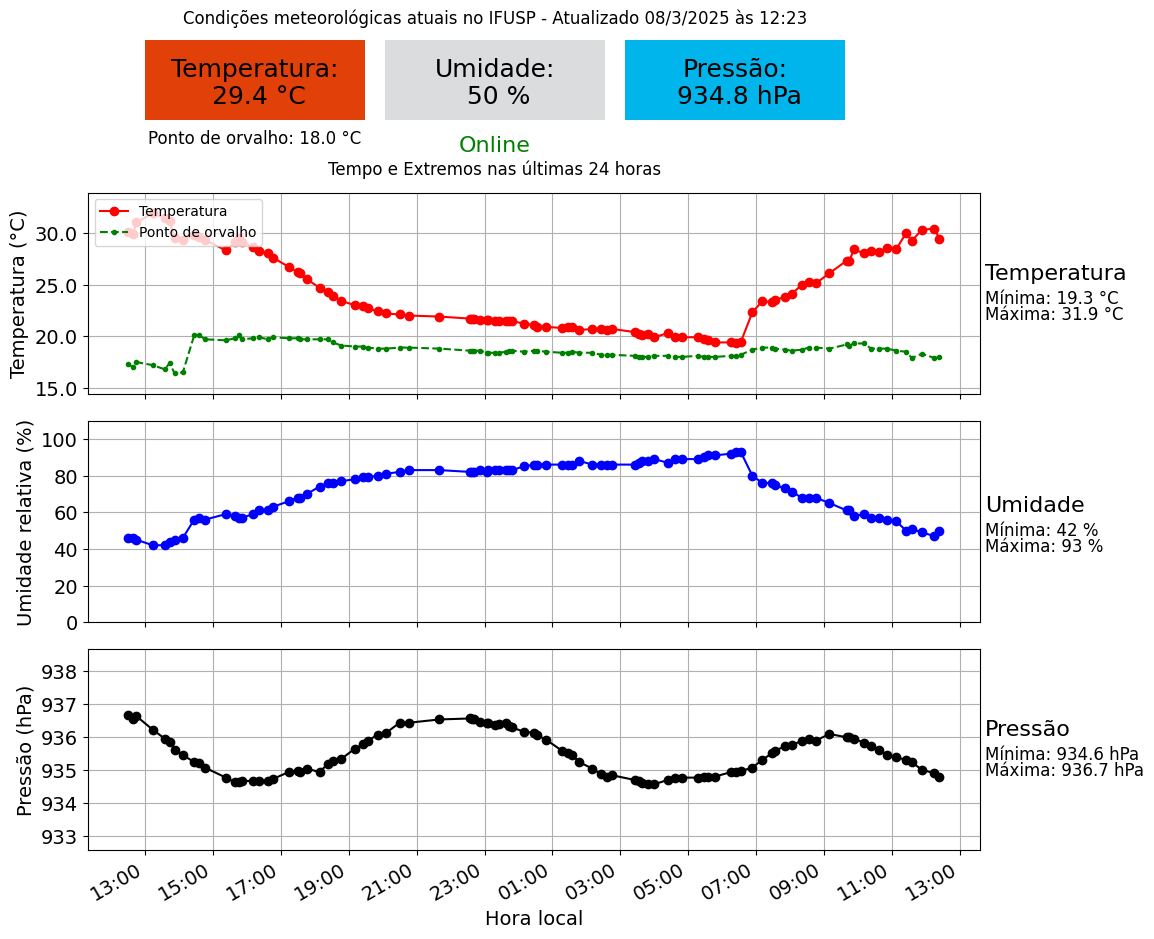 Condições meteorológicas atuais no IFUSP - Atualizado 08/3/2025 às 12:23
Temperatura:
29.4 °C
Umidade:
50 %
Pressão:
934.8 hPa
Ponto de orvalho: 18.0 °C
Online
Tempo e Extremos nas últimas 24 horas
Temperatura (°C)
30.0
25.0
20.0
15.0
Temperatura
Ponto de orvalho
Temperatura
Mínima: 19.3 °C
Máxima: 31.9 °C
Umidade relativa (%)
100
80
60
40
20
0
Umidade
Mínima: 42 %
Máxima: 93 %
Pressão (hPa)
938
937
936
935
934
933
Pressão
Mínima: 934.6 hPa
Máxima: 936.7 hPa
13:00
15:00
17:00
19:00
21:00
23:00
01:00
03:00
05:00
07:00
09:00
11:00
13:00
Hora local